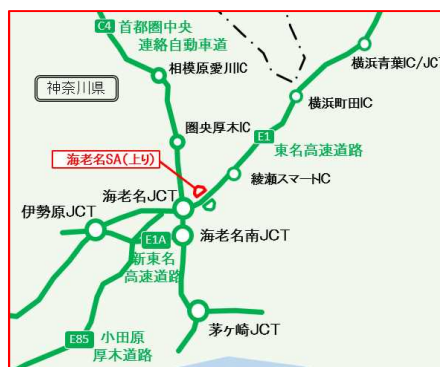 C4 首都圏中央
連絡自動車道
横浜青葉IC/JCT
相模原愛川IC
神奈川県
横浜町田IC
圏央厚木IC
E1
東名高速道路
海老名SA(上り)
綾瀬スマートIC
海老名JCT
伊勢原JCT
海老名南JCT
E1A
新東名
高速道路
茅ヶ崎JCT
E85 小田原
厚木道路